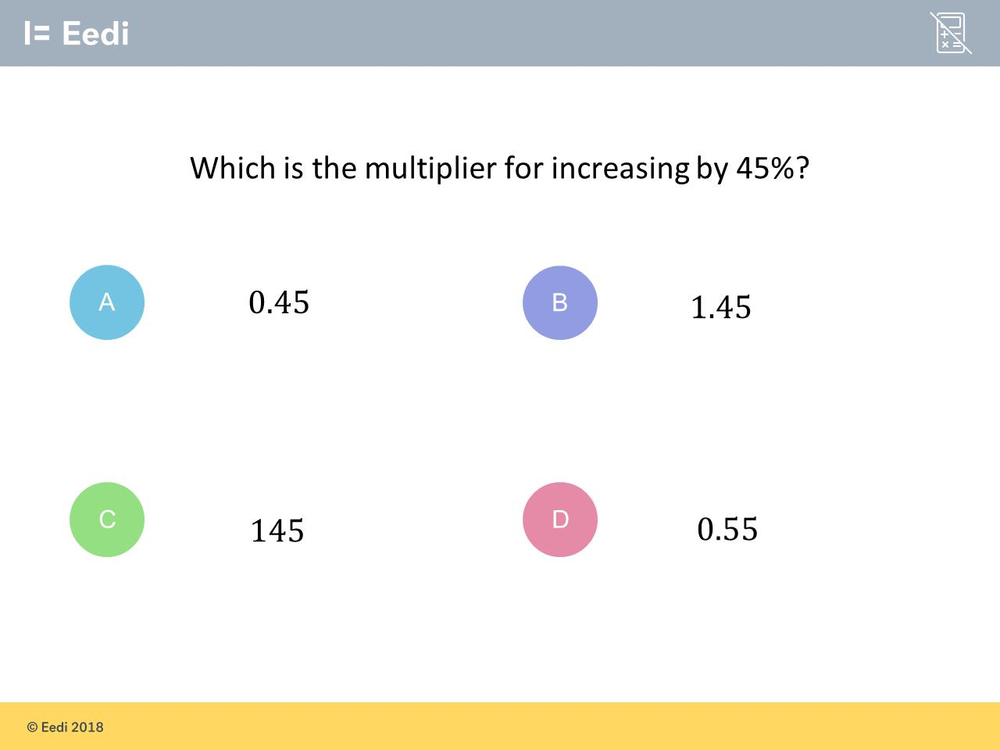 Eedi
Which is the multiplier for increasing by 45%?
A 0.45
B 1.45
C 145
D 0.55
© Eedi 2018